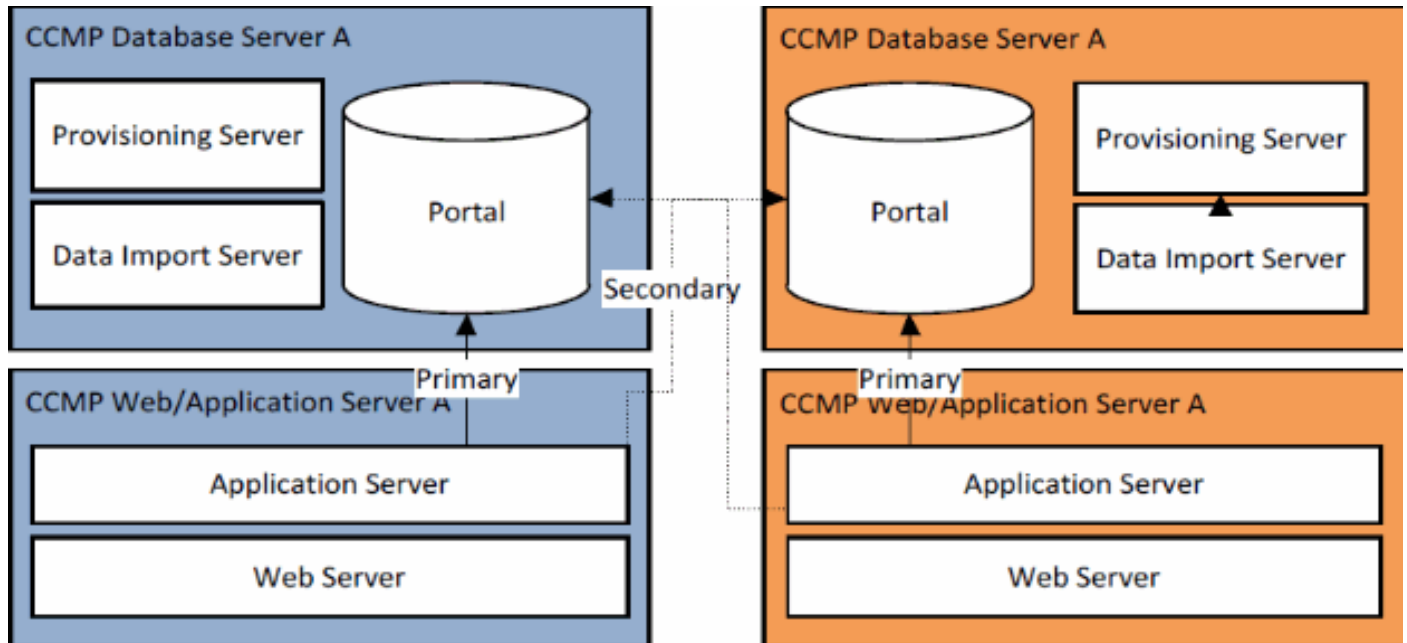 CCMP Database Server A
Provisioning Server
Data Import Server
Portal
CCMP Database Server A
Portal
Provisioning Server
Data Import Server
Secondary
Primary
CCMP Web/Application Server A
Application Server
Web Server
Primary
CCMP Web/Application Server A
Application Server
Web Server